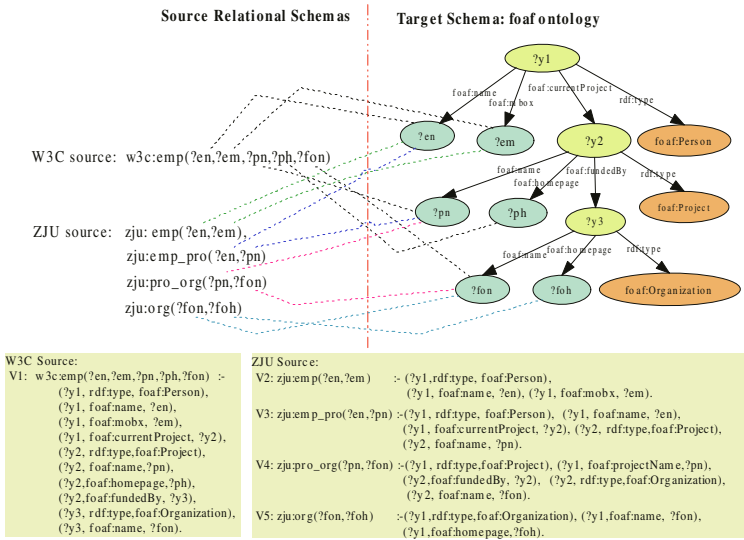 Source Relational Schemas
Target Schema: foaf ontology
?y1
foaf:name
foaf:mbox
foaf:currentProject
rdf:type
?en
?em
?y2
foaf:Person
W3C source: w3c:emp(?en,?em,?pn,?ph,?fon)
foaf:name
foaf:homepage
foaf:fundedBy
rdf:type
?pn
?ph
?y3
foaf:Project
ZJU source: zju: emp(?en,?em),
zju:emp_pro(?en,?pn)
zju:pro_org(?pn,?fon)
zju:org(?fon,?foh)
foaf:name
foaf:homepage
rdf:type
?fon
?foh
foaf:Organization
W3C Source:
V1: w3c:emp(?en,?em,?pn,?ph,?fon) :-
(?y1, rdf:type, foaf:Person),
(?y1, foaf:name, ?en),
(?y1, foaf:mobx, ?em),
(?y1, foaf:currentProject, ?y2),
(?y2, rdf:type,foaf:Project),
(?y2, foaf:name,?pn),
(?y2,foaf:homepage,?ph),
(?y2,foaf:fundedBy, ?y3),
(?y3, rdf:type,foaf:Organization),
(?y3, foaf:name, ?fon).
ZJU Source:
V2: zju:emp(?en,?em) :- (?y1,rdf:type, foaf:Person),
(?y1, foaf:name, ?en), (?y1, foaf:mobx, ?em).
V3: zju:emp_pro(?en,?pn) :-(?y1, rdf:type, foaf:Person), (?y1, foaf:name, ?en),
(?y1, foaf:currentProject, ?y2), (?y2, rdf:type,foaf:Project),
(?y2, foaf:name, ?pn).
V4: zju:pro_org(?pn,?fon) :-(?y1, rdf:type,foaf:Project), (?y1, foaf:projectName,?pn),
(?y2,foaf:fundedBy, ?y2), (?y2, rdf:type,foaf:Organization),
(?y2, foaf:name, ?fon).
V5: zju:org(?fon,?foh) :-(?y1,rdf:type,foaf:Organization), (?y1,foaf:name, ?fon),
(?y1,foaf:homepage,?foh).